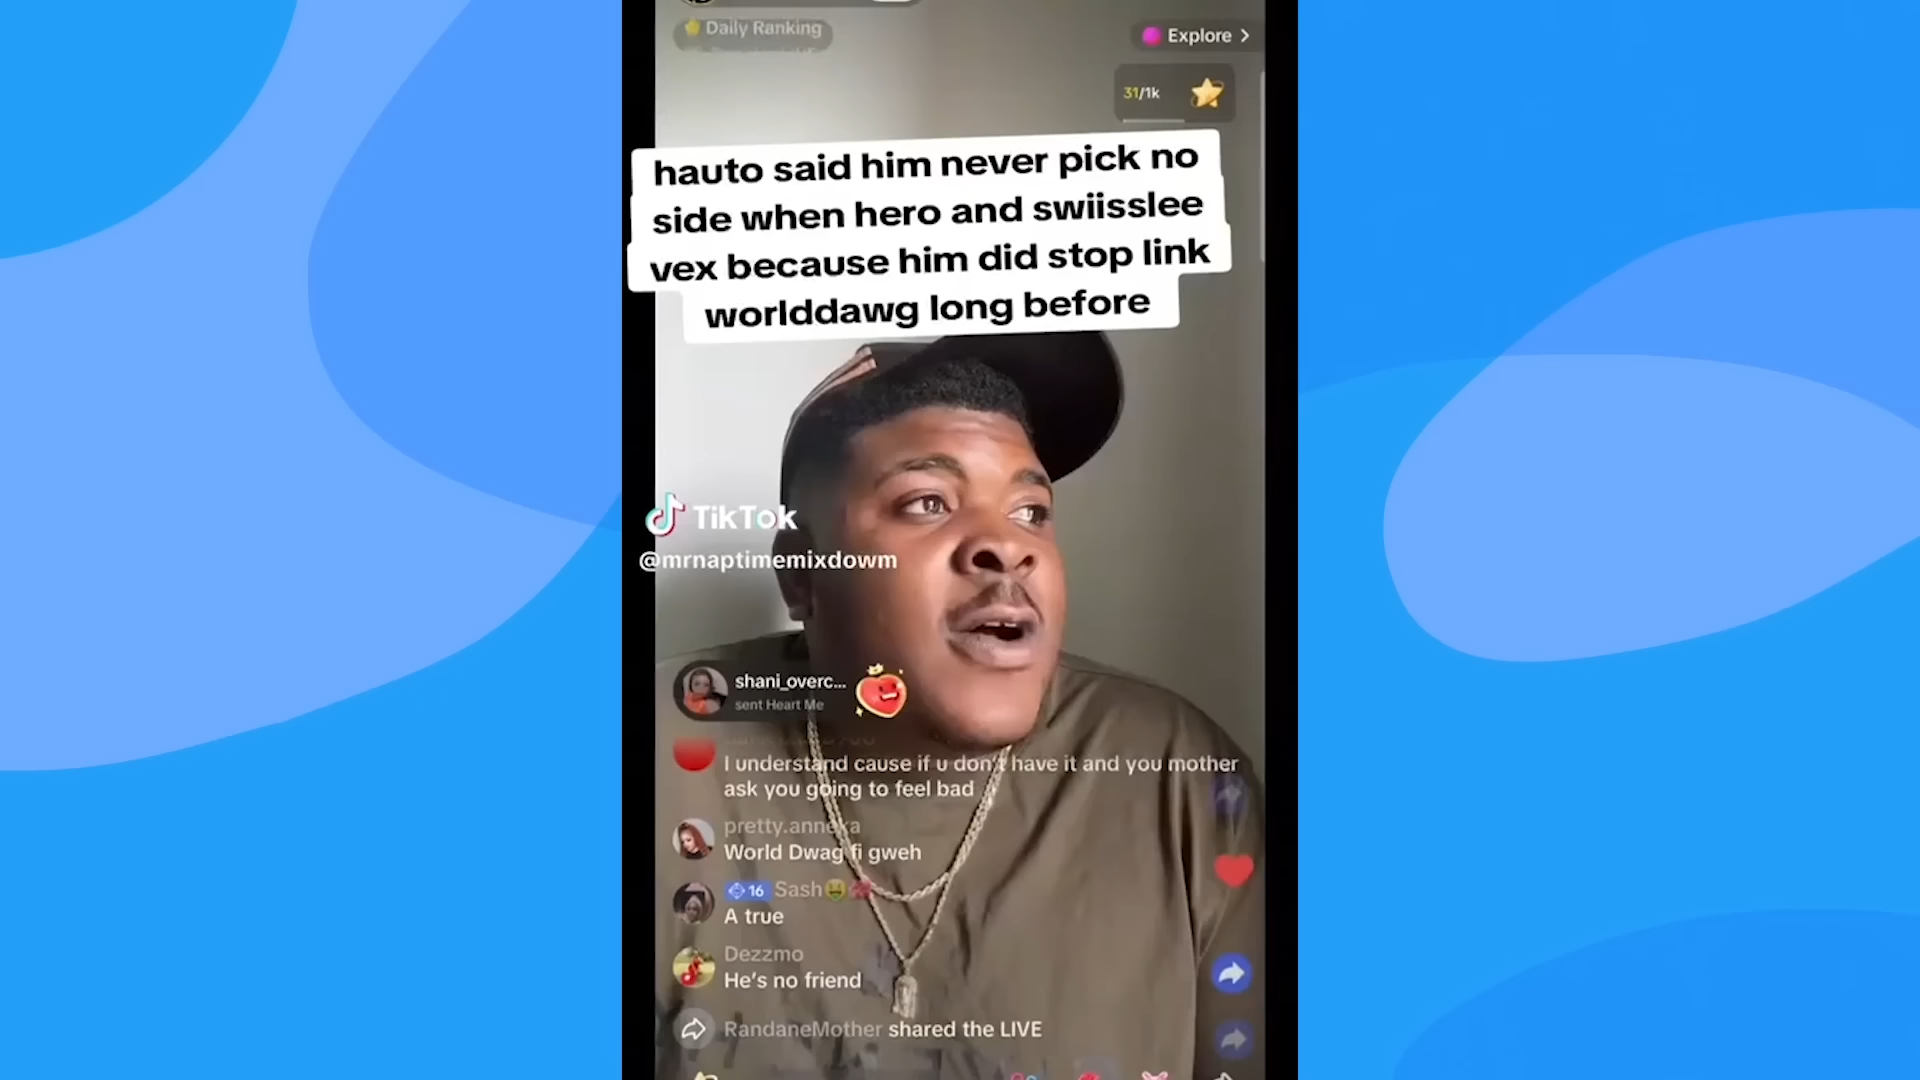 Daily Ranking
Explore
31/1k
hauto said him never pick no
side when hero and swiisslee
vex because him did stop link
worlddawg long before
TikTok
@mrnaptimemixdowm
shani_overc...
sent Heart Me
I understand cause if u don't have it and you mother
ask you going to feel bad
pretty.anneka
World Dwag fi gweh
16 Sash
A true
Dezzmo
He's no friend
RandaneMother shared the LIVE